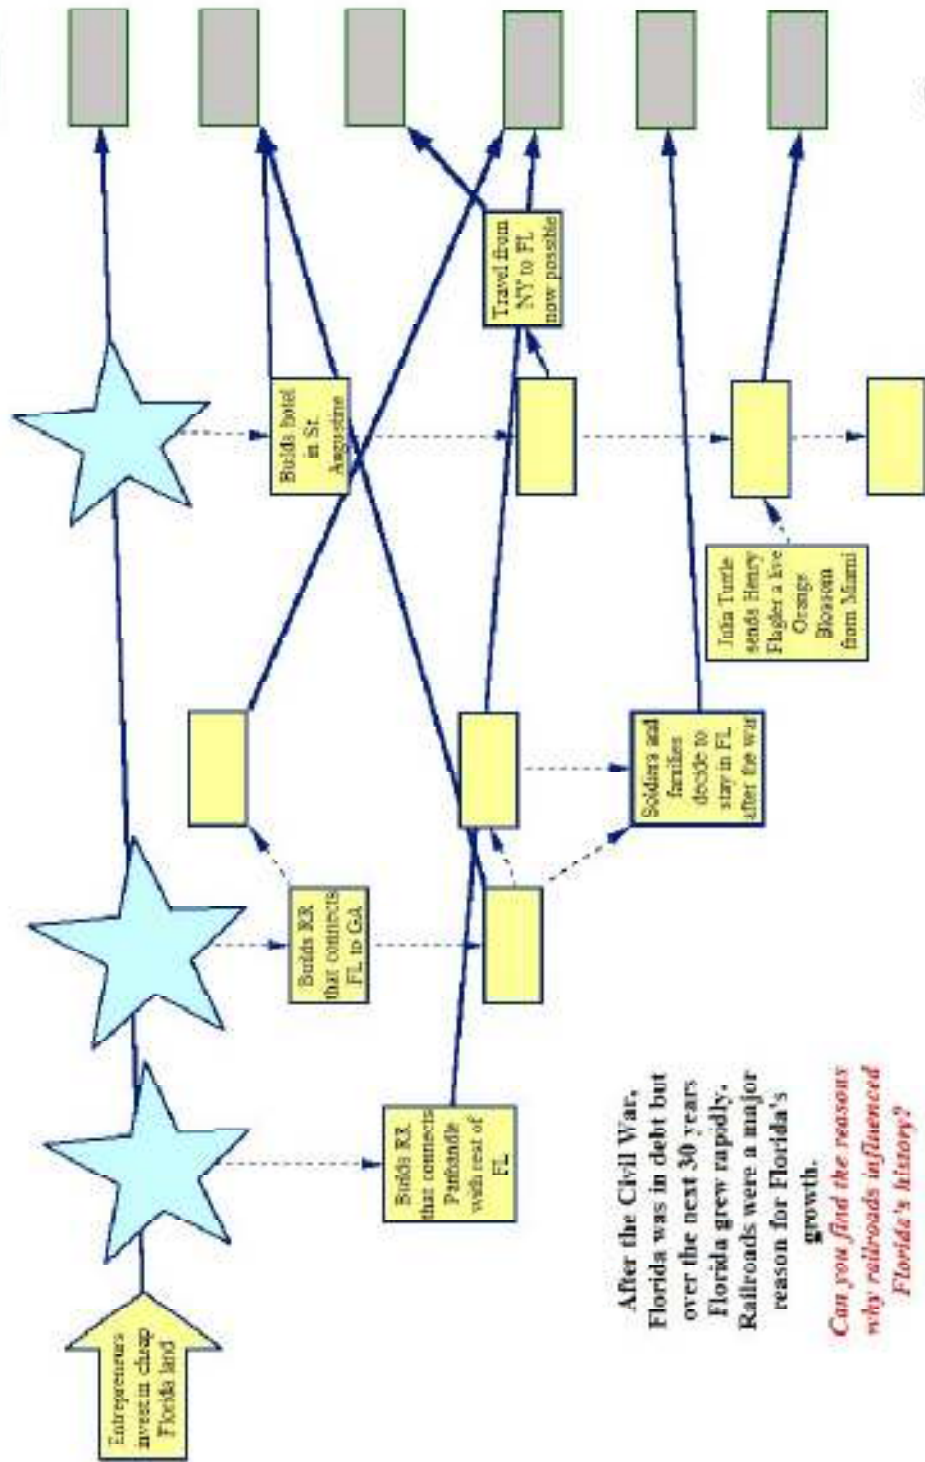 Entrepreneurs
invest in cheap
Florida land
Builds RR
that connects
Panhandle
with rest of
FL
Builds RR
that connects
FL to GA
Builds hotel
in St.
Augustine
Travel from
NY to FL
now possible
Soldiers and
families
decide to
stay in FL
after the war
Julia Tuttle
sends Henry
Flagler a live
Orange
Blossom
from Miami
After the Civil War,
Florida was in debt but
over the next 30 years
Florida grew rapidly.
Railroads were a major
reason for Florida's
growth.
Can you find the reasons
why railroads influenced
Florida's history?